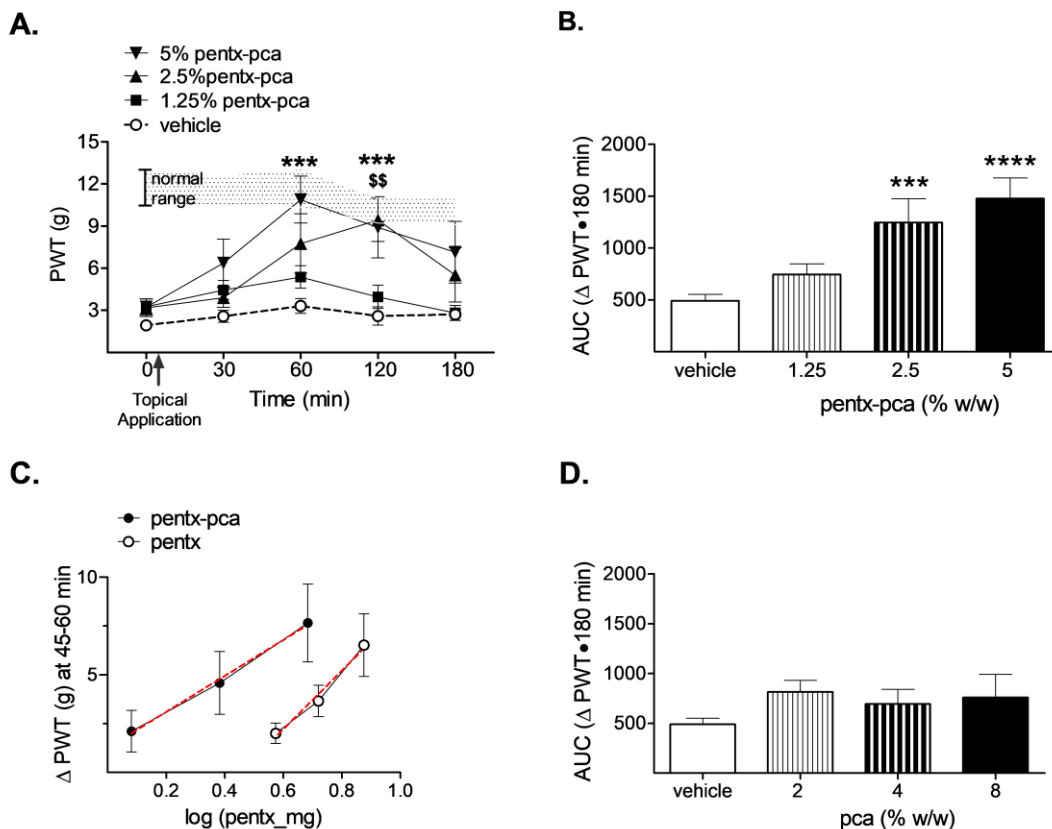 A.
5% pentx-pca
2.5%pentx-pca
1.25% pentx-pca
vehicle
15
12
9
6
3
PWT (g)
normal
range
***
***
$$
0
30
60
120
180
Topical
Application
Time (min)
B.
2000
1500
1000
500
AUC (Δ PWT•180 min)
***
****
vehicle
1.25
2.5
5
pentx-pca (% w/w)
C.
pentx-pca
pentx
10
5
Δ PWT (g) at 45-60 min
0.2
0.4
0.6
0.8
1.0
log (pentx_mg)
D.
2000
1500
1000
500
AUC (Δ PWT•180 min)
vehicle
2
4
8
pca (% w/w)